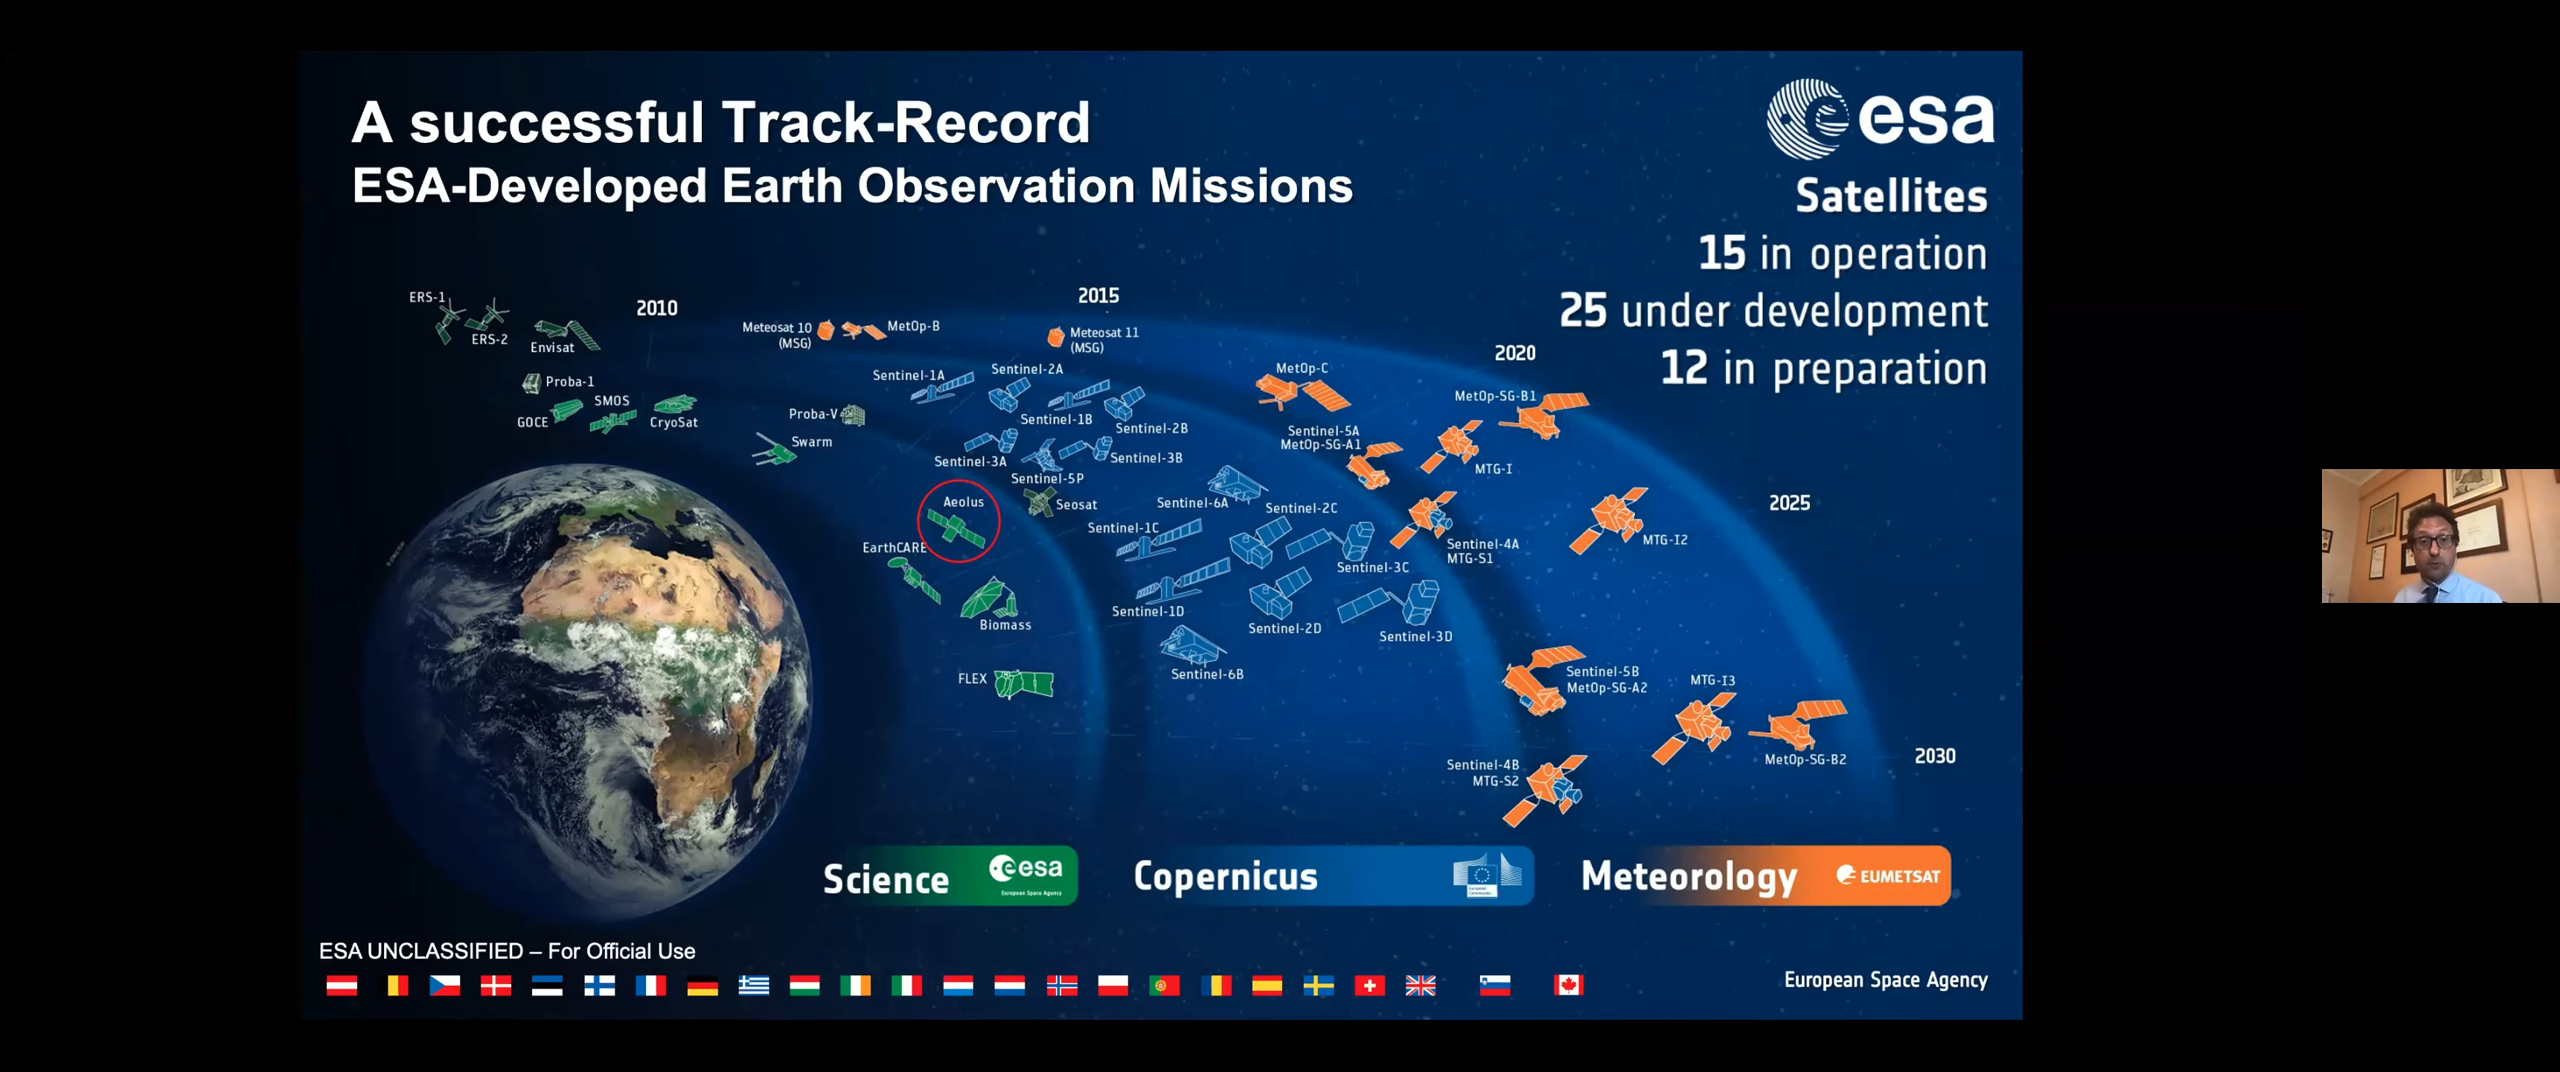 A successful Track-Record
ESA-Developed Earth Observation Missions
esa
Satellites
15 in operation
25 under development
12 in preparation
2010
2015
2020
2025
2030
ERS-1
ERS-2
Envisat
Proba-1
GOCE
SMOS
CryoSat
Meteosat 10
(MSG)
MetOp-B
Meteosat 11
(MSG)
Proba-V
Swarm
Sentinel-1A
Sentinel-2A
Sentinel-1B
Sentinel-2B
Sentinel-3A
Sentinel-3B
Sentinel-5P
Aeolus
Seosat
EarthCARE
Biomass
FLEX
Sentinel-6A
Sentinel-1C
Sentinel-2C
Sentinel-3C
Sentinel-1D
Sentinel-2D
Sentinel-3D
Sentinel-6B
MetOp-C
Sentinel-5A
MetOp-SG-A1
MTG-I
MetOp-SG-B1
Sentinel-4A
MTG-S1
MTG-I2
Sentinel-5B
MetOp-SG-A2
MTG-I3
MetOp-SG-B2
Sentinel-4B
MTG-S2
Science
esa
European Space Agency
Copernicus
Meteorology
EUMETSAT
ESA UNCLASSIFIED – For Official Use
European Space Agency